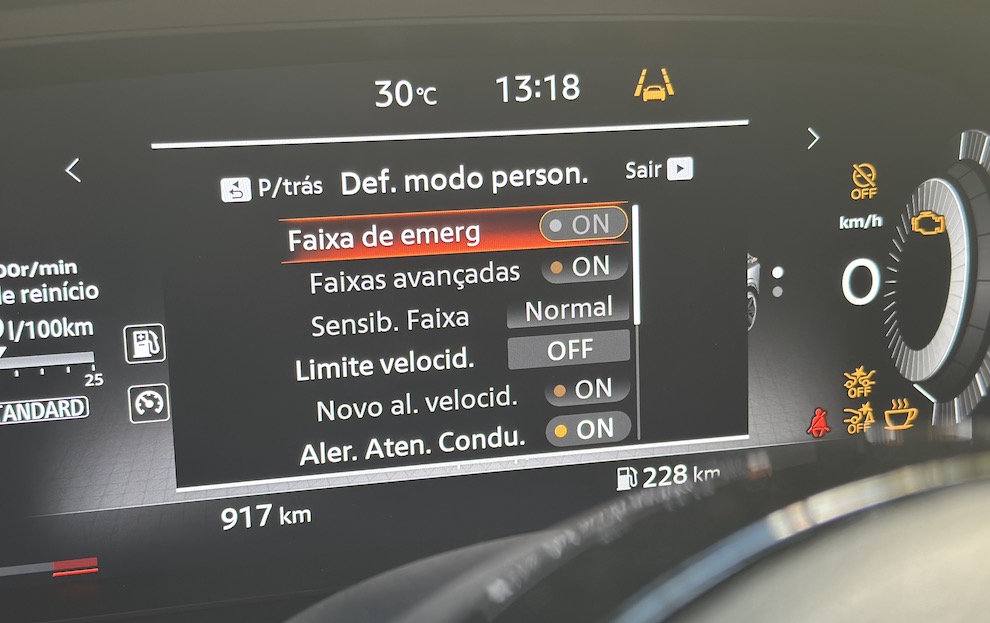 30°C 13:18
P/trás Def. modo person. Sair
Faixa de emerg ON
Faixas avançadas ON
Sensib. Faixa Normal
Limite velocid. OFF
Novo al. velocid. ON
Aler. Aten. Condu. ON
r/min
e reinício
l/100km
25
TANDARD
OFF
km/h
0
OFF
OFF
917 km
228 km